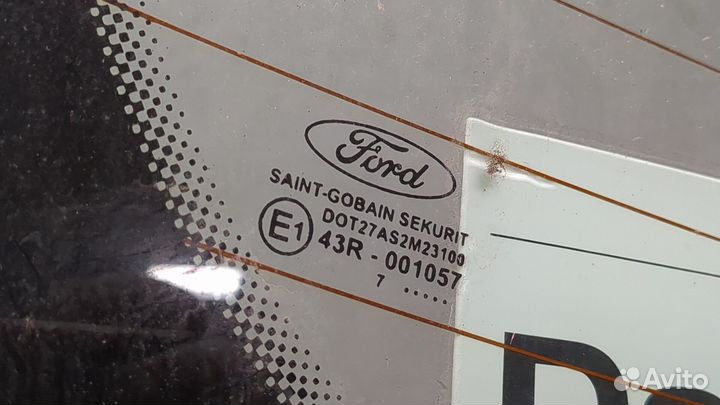 Ford
SAINT-GOBAIN SEKURIT
DOT27AS2M23100
E1
43R - 001057
7 ......
Avito